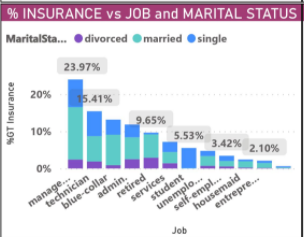 % INSURANCE vs JOB and MARITAL STATUS
MaritalSta... divorced married single
23.97%
15.41%
9.65%
5.53%
3.42%
2.10%
20%
10%
0%
%GT Insurance
manage...
technician
blue-collar
admin.
retired
services
student
unemplo...
self-empl...
housemaid
entrepre...
Job